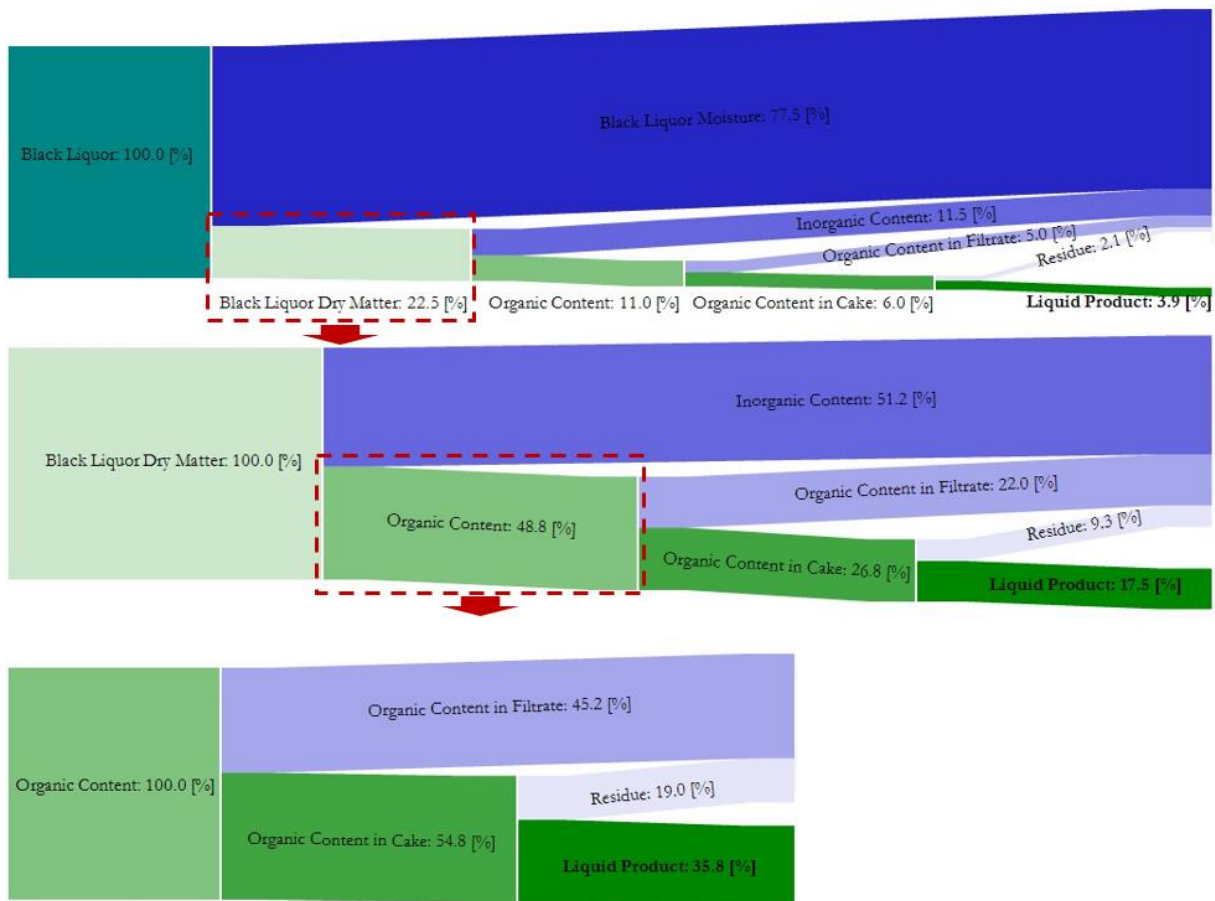 Black Liquor Moisture: 77.5 [%]
Black Liquor: 100.0 [%]
Inorganic Content: 11.5 [%]
Organic Content in Filtrate: 5.0 [%]
Residue: 2.1 [%]
Black Liquor Dry Matter: 22.5 [%]
Organic Content: 11.0 [%]
Organic Content in Cake: 6.0 [%]
Liquid Product: 3.9 [%]
Inorganic Content: 51.2 [%]
Black Liquor Dry Matter: 100.0 [%]
Organic Content in Filtrate: 22.0 [%]
Organic Content: 48.8 [%]
Residue: 9.3 [%]
Organic Content in Cake: 26.8 [%]
Liquid Product: 17.5 [%]
Organic Content in Filtrate: 45.2 [%]
Organic Content: 100.0 [%]
Residue: 19.0 [%]
Organic Content in Cake: 54.8 [%]
Liquid Product: 35.8 [%]